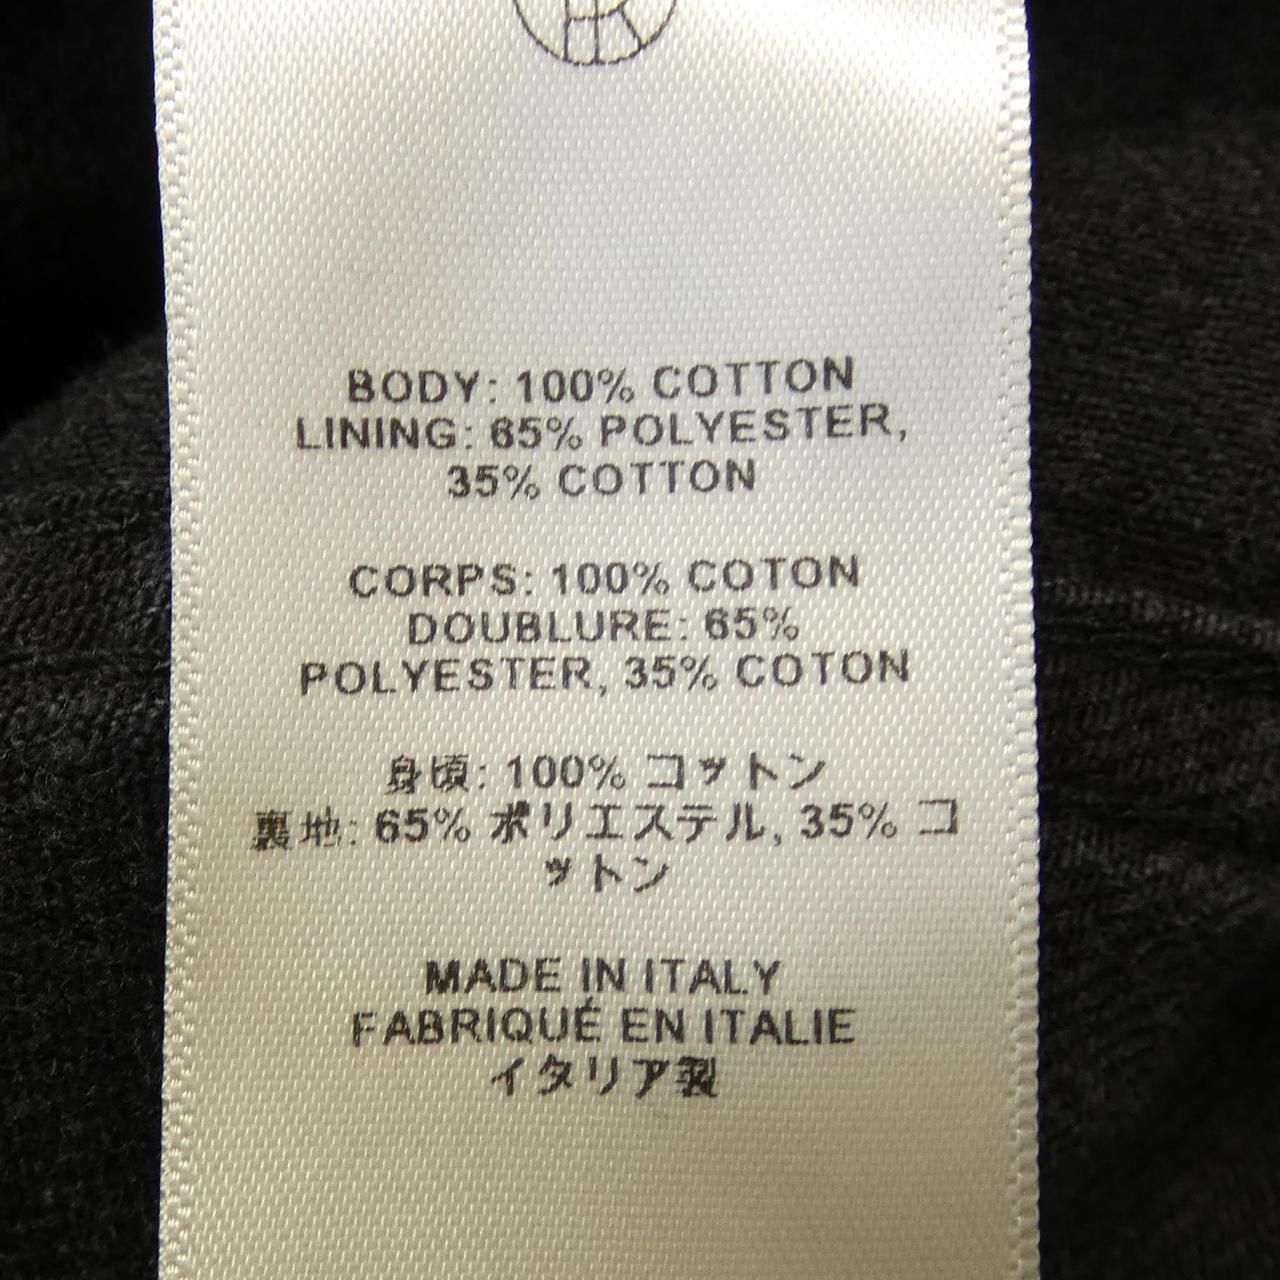 BODY: 100% COTTON
LINING: 65% POLYESTER,
35% COTTON
CORPS: 100% COTON
DOUBLURE: 65%
POLYESTER, 35% COTON
身頃: 100% コットン
裏地: 65% ポリエステル, 35% コ
ットン
MADE IN ITALY
FABRIQUÉ EN ITALIE
イタリア製